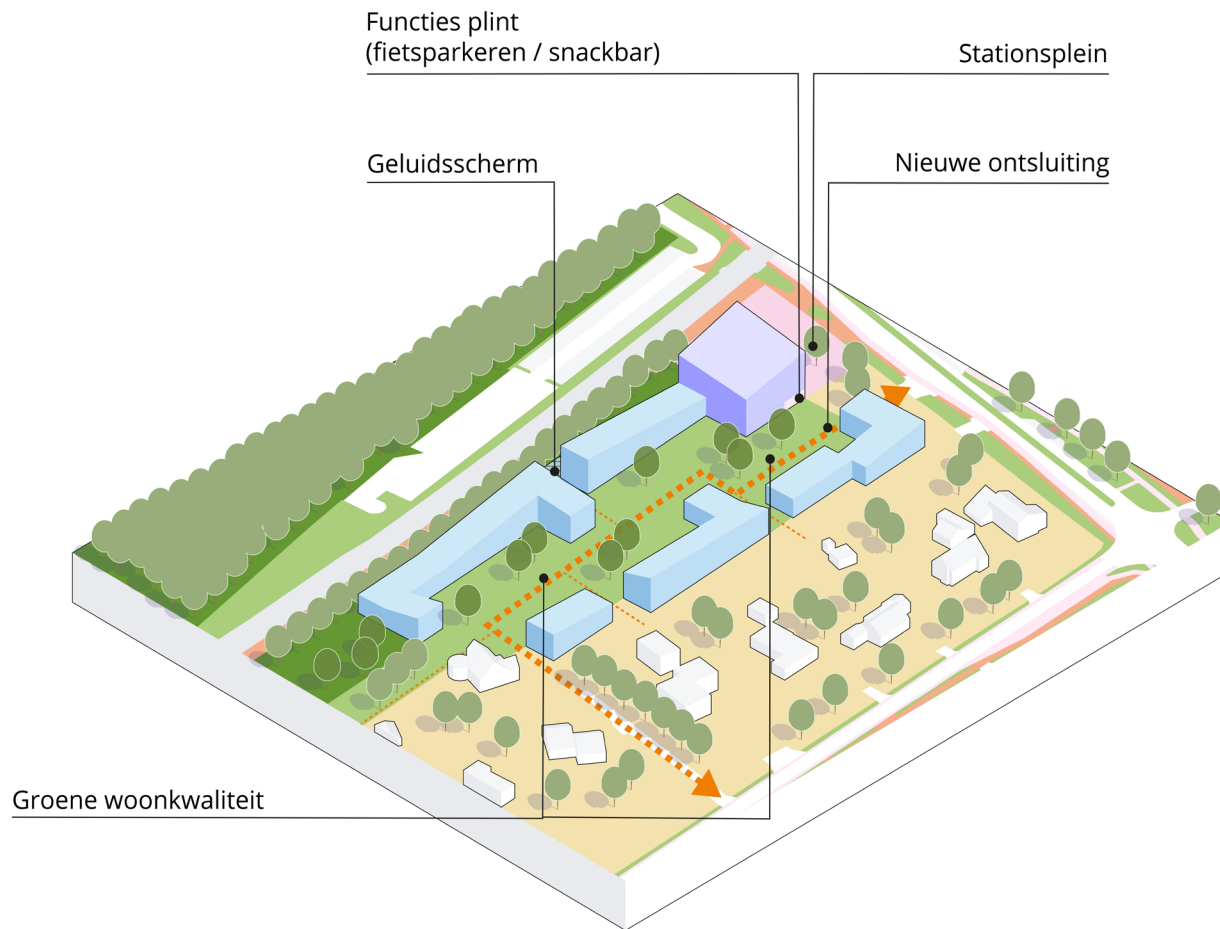 Functies plint
(fietsparkeren / snackbar)
Stationsplein
Geluidsscherm
Nieuwe ontsluiting
Groene woonkwaliteit